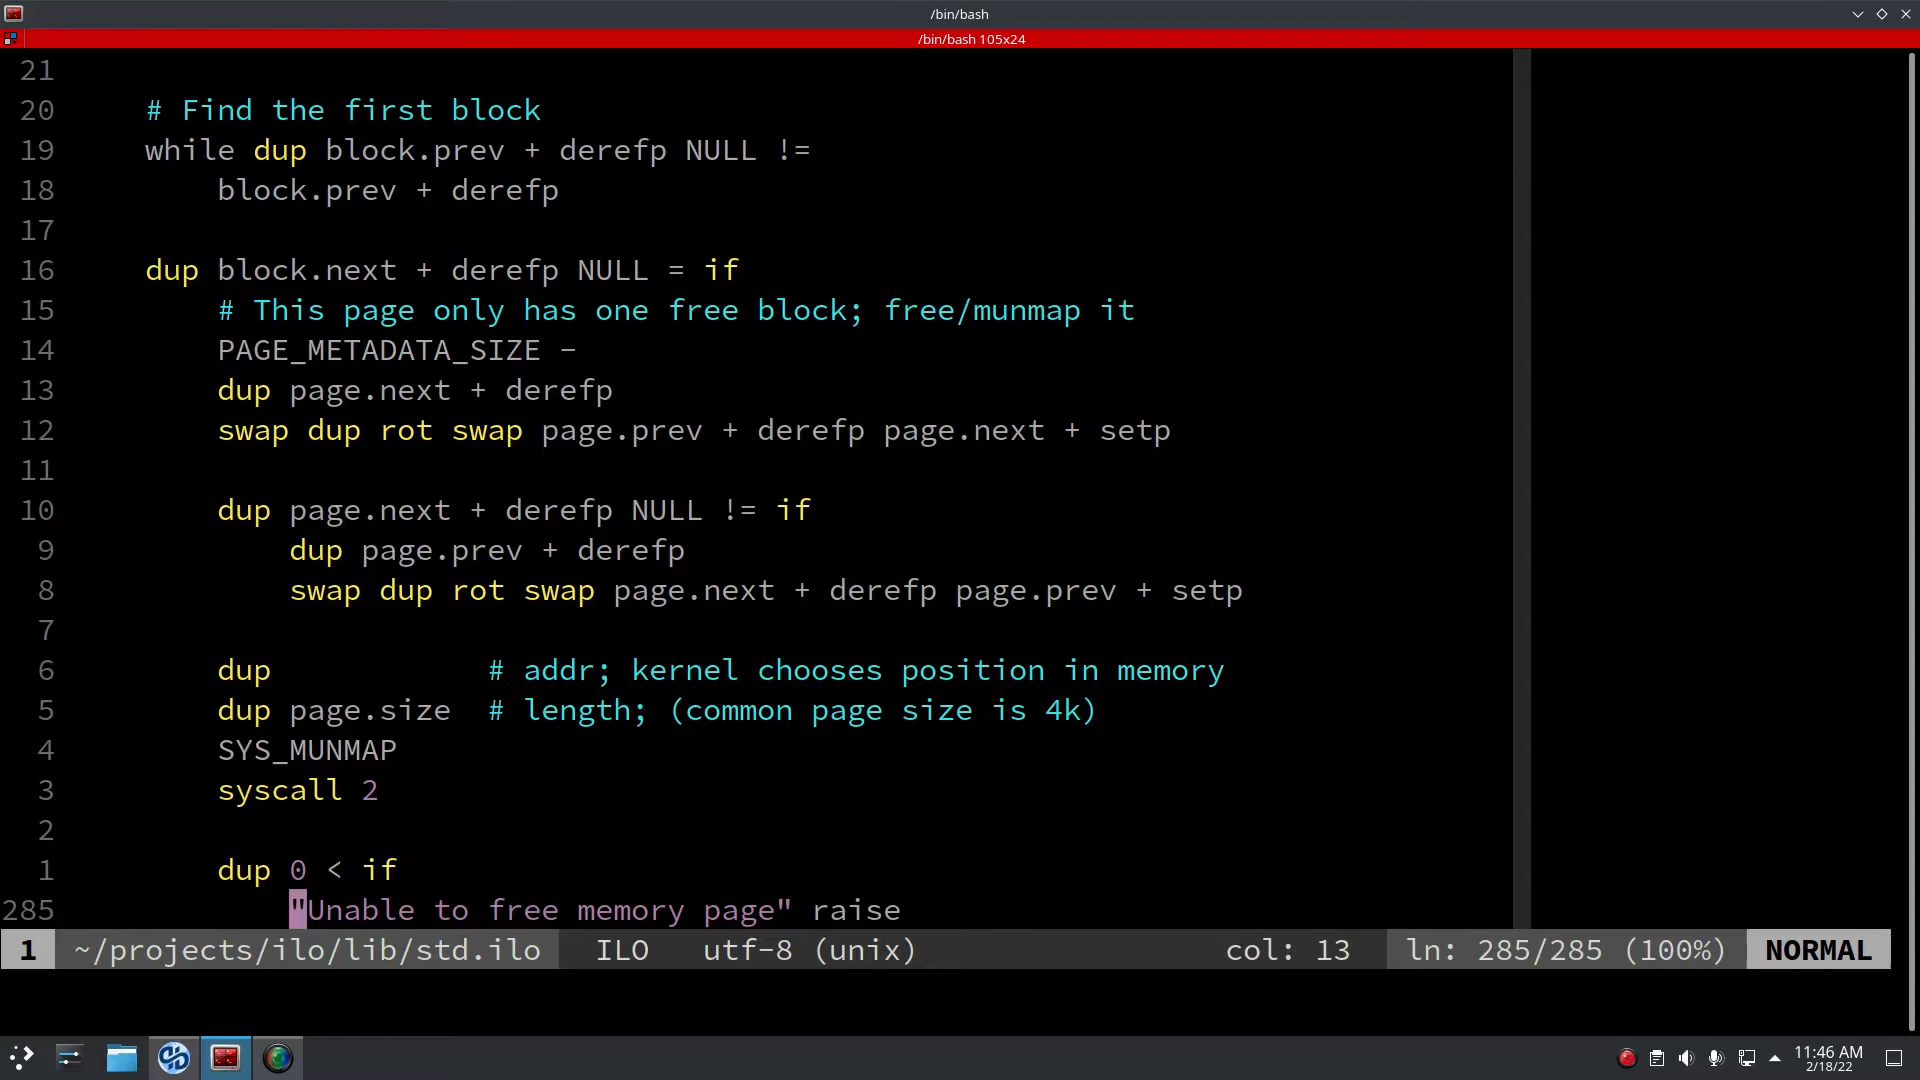 /bin/bash
/bin/bash 105x24
21
20 # Find the first block
19 while dup block.prev + derefp NULL !=
18 block.prev + derefp
17
16 dup block.next + derefp NULL = if
15 # This page only has one free block; free/munmap it
14 PAGE_METADATA_SIZE -
13 dup page.next + derefp
12 swap dup rot swap page.prev + derefp page.next + setp
11
10 dup page.next + derefp NULL != if
9 dup page.prev + derefp
8 swap dup rot swap page.next + derefp page.prev + setp
7
6 dup # addr; kernel chooses position in memory
5 dup page.size # length; (common page size is 4k)
4 SYS_MUNMAP
3 syscall 2
2
1 dup 0 < if
285 "Unable to free memory page" raise
1 ~/projects/ilo/lib/std.ilo ILO utf-8 (unix) col: 13 ln: 285/285 (100%) NORMAL
11:46 AM
2/18/22